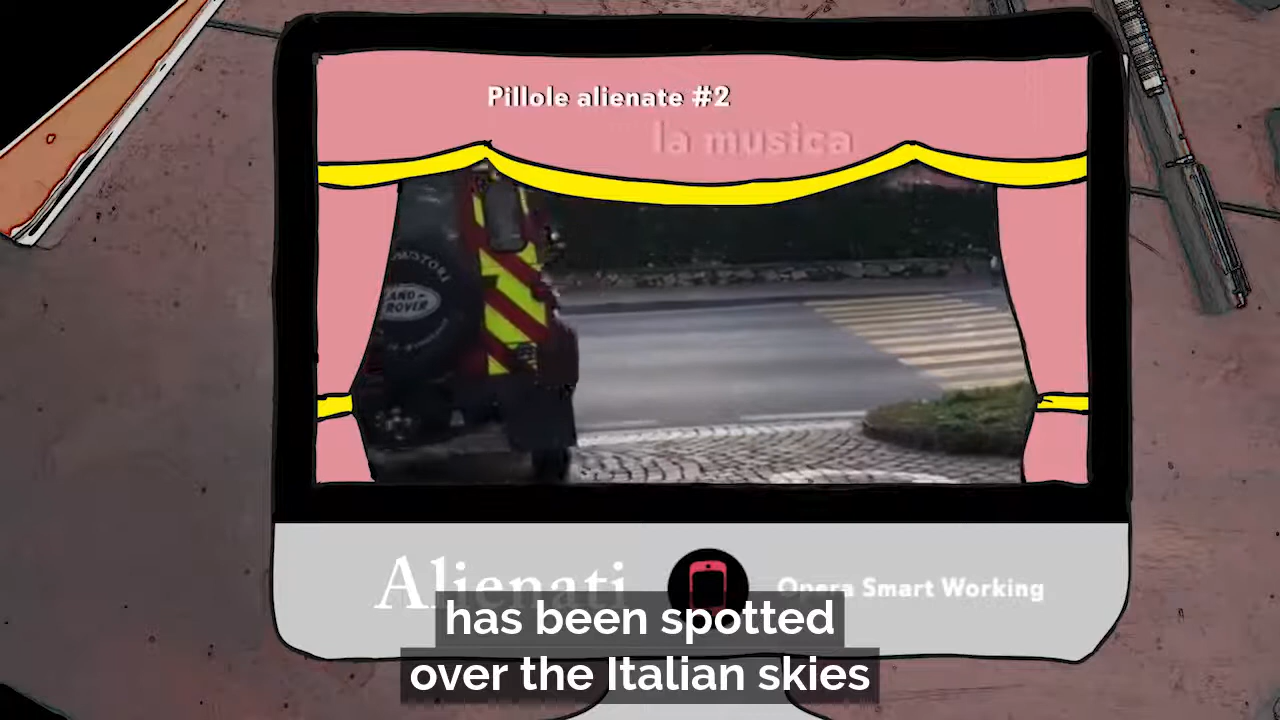 Pillole alienate #2
la musica
LAND-
ROVER
Alienati
Opera Smart Working
has been spotted
over the Italian skies